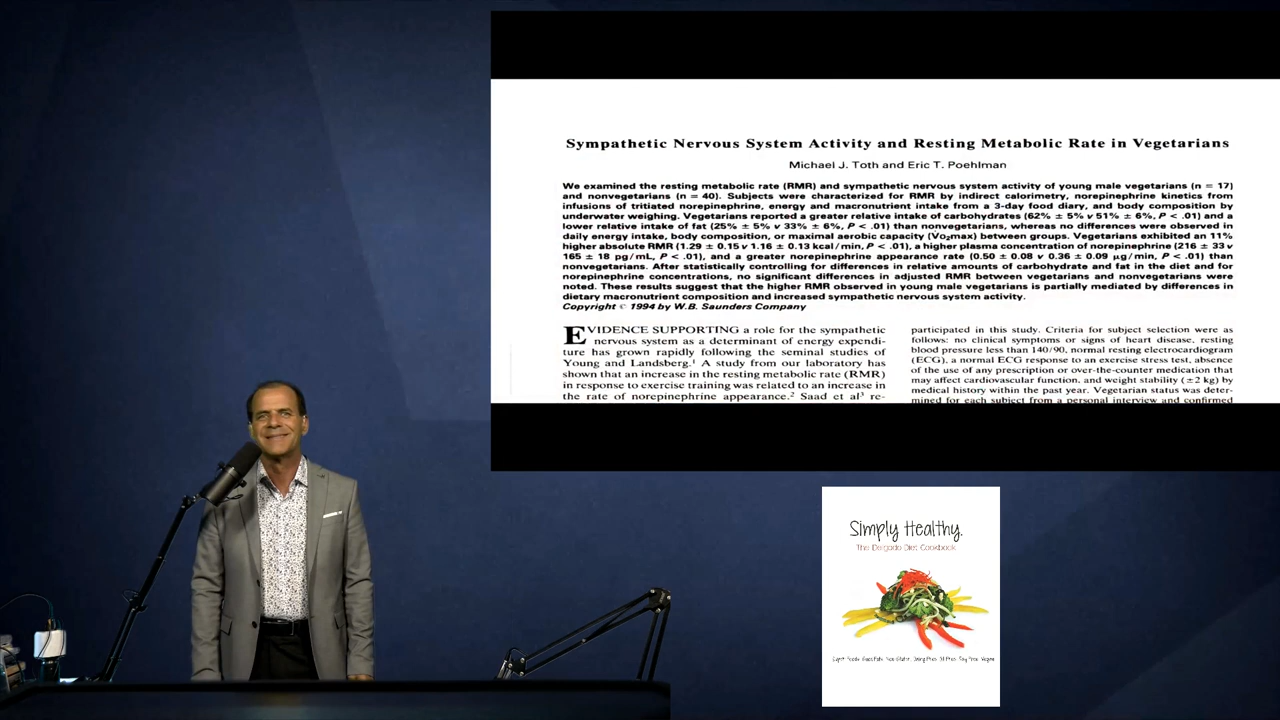 Sympathetic Nervous System Activity and Resting Metabolic Rate in Vegetarians
Michael J. Toth and Eric T. Poehlman
We examined the resting metabolic rate (RMR) and sympathetic nervous system activity of young male vegetarians (n = 17)
and nonvegetarians (n = 40). Subjects were characterized for RMR by indirect calorimetry, norepinephrine kinetics from
infusions of tritiated norepinephrine, energy and macronutrient intake from a 3-day food diary, and body composition by
underwater weighing. Vegetarians reported a greater relative intake of carbohydrates (62% ± 5% v 51% ± 6%, P < .01) and a
lower relative intake of fat (25% ± 5% v 33% ± 6%, P < .01) than nonvegetarians, whereas no differences were observed in
daily energy intake, body composition, or maximal aerobic capacity (Vo2max) between groups. Vegetarians exhibited an 11%
higher absolute RMR (1.29 ± 0.15 v 1.16 ± 0.13 kcal/min, P < .01), a higher plasma concentration of norepinephrine (216 ± 33 v
165 ± 18 pg/mL, P < .01), and a greater norepinephrine appearance rate (0.50 ± 0.08 v 0.36 ± 0.09 μg/min, P < .01) than
nonvegetarians. After statistically controlling for differences in relative amounts of carbohydrate and fat in the diet and for
norepinephrine concentrations, no significant differences in adjusted RMR between vegetarians and nonvegetarians were
noted. These results suggest that the higher RMR observed in young male vegetarians is partially mediated by differences in
dietary macronutrient composition and increased sympathetic nervous system activity.
Copyright © 1994 by W.B. Saunders Company
EVIDENCE SUPPORTING a role for the sympathetic
nervous system as a determinant of energy expendi-
ture has grown rapidly following the seminal studies of
Young and Landsberg.1 A study from our laboratory has
shown that an increase in the resting metabolic rate (RMR)
in response to exercise training was related to an increase in
the rate of norepinephrine appearance.2 Saad et al3 re-
participated in this study. Criteria for subject selection were as
follows: no clinical symptoms or signs of heart disease, resting
blood pressure less than 140/90, normal resting electrocardiogram
(ECG), a normal ECG response to an exercise stress test, absence
of the use of any prescription or over-the-counter medication that
may affect cardiovascular function, and weight stability (±2 kg) by
medical history within the past year. Vegetarian status was deter-
mined for each subject from a personal interview and confirmed
Simply Healthy.
The Delgado Diet Cookbook